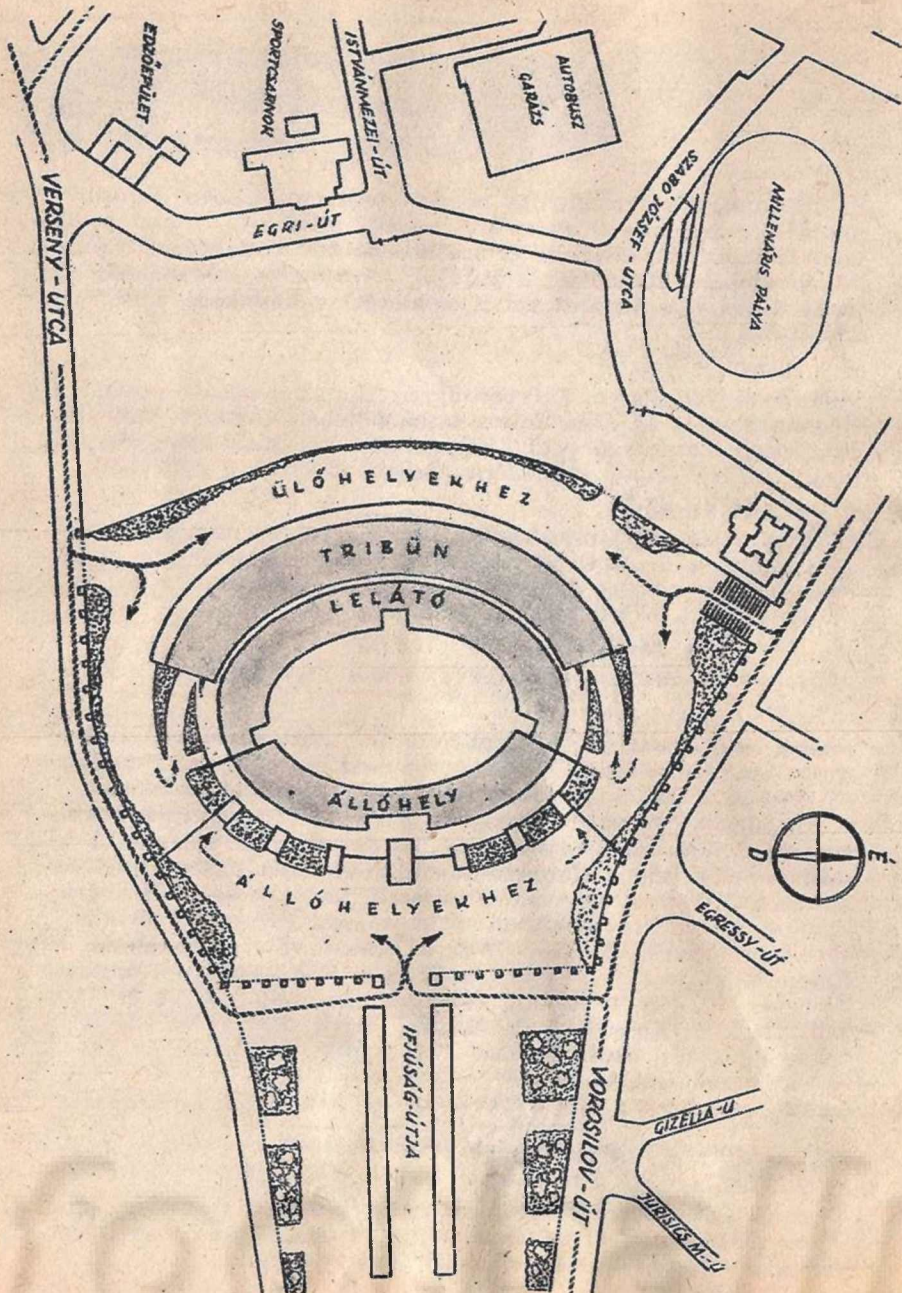 EDZŐÉPÜLET
SPORTCSARNOK
ISTVÁNMEZEI-ÚT
AUTOBUSZ
GARÁZS
SZABÓ JÓZSEF-UTCA
MILLENÁRIS PÁLYA
EGRI-ÚT
VERSENY-UTCA
ÜLŐHELYEKHEZ
TRIBÜN
LELÁTÓ
ÁLLÓHELY
ÁLLÓHELYEKHEZ
É
D
EGRESSY-ÚT
IFJÚSÁG-ÚTJA
VOROSILOV-ÚT
GIZELLA-U
JURISICS M.-U